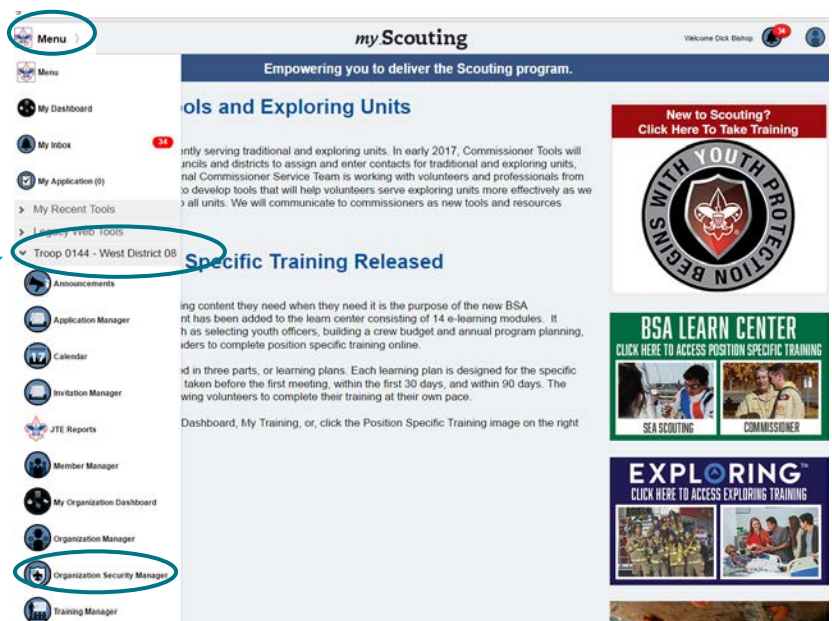 Menu
my.Scouting
Welcome Dick Bishop
34
Empowering you to deliver the Scouting program.
Menu
My Dashboard
My Inbox
34
My Application (0)
My Recent Tools
Legacy Web Tools
Troop 0144 - West District 08
Announcements
Application Manager
17
Calendar
Invitation Manager
JTE Reports
Member Manager
My Organization Dashboard
Organization Manager
Organization Security Manager
Training Manager
ols and Exploring Units
ntly serving traditional and exploring units. In early 2017, Commissioner Tools will
uncils and districts to assign and enter contacts for traditional and exploring units,
nal Commissioner Service Team is working with volunteers and professionals from
to develop tools that will help volunteers serve exploring units more effectively as we
all units. We will communicate to commissioners as new tools and resources
Specific Training Released
ing content they need when they need it is the purpose of the new BSA
nt has been added to the learn center consisting of 14 e-learning modules. It
h as selecting youth officers, building a crew budget and annual program planning,
aders to complete position specific training online.
d in three parts, or learning plans. Each learning plan is designed for the specific
taken before the first meeting, within the first 30 days, and within 90 days. The
wing volunteers to complete their training at their own pace.
Dashboard, My Training, or, click the Position Specific Training image on the right
New to Scouting?
Click Here To Take Training
YOUTH PROTECTION BEGINS WITH YOU
BSA LEARN CENTER
CLICK HERE TO ACCESS POSITION SPECIFIC TRAINING
SEA SCOUTING
COMMISSIONER
EXPLORING™
CLICK HERE TO ACCESS EXPLORING TRAINING